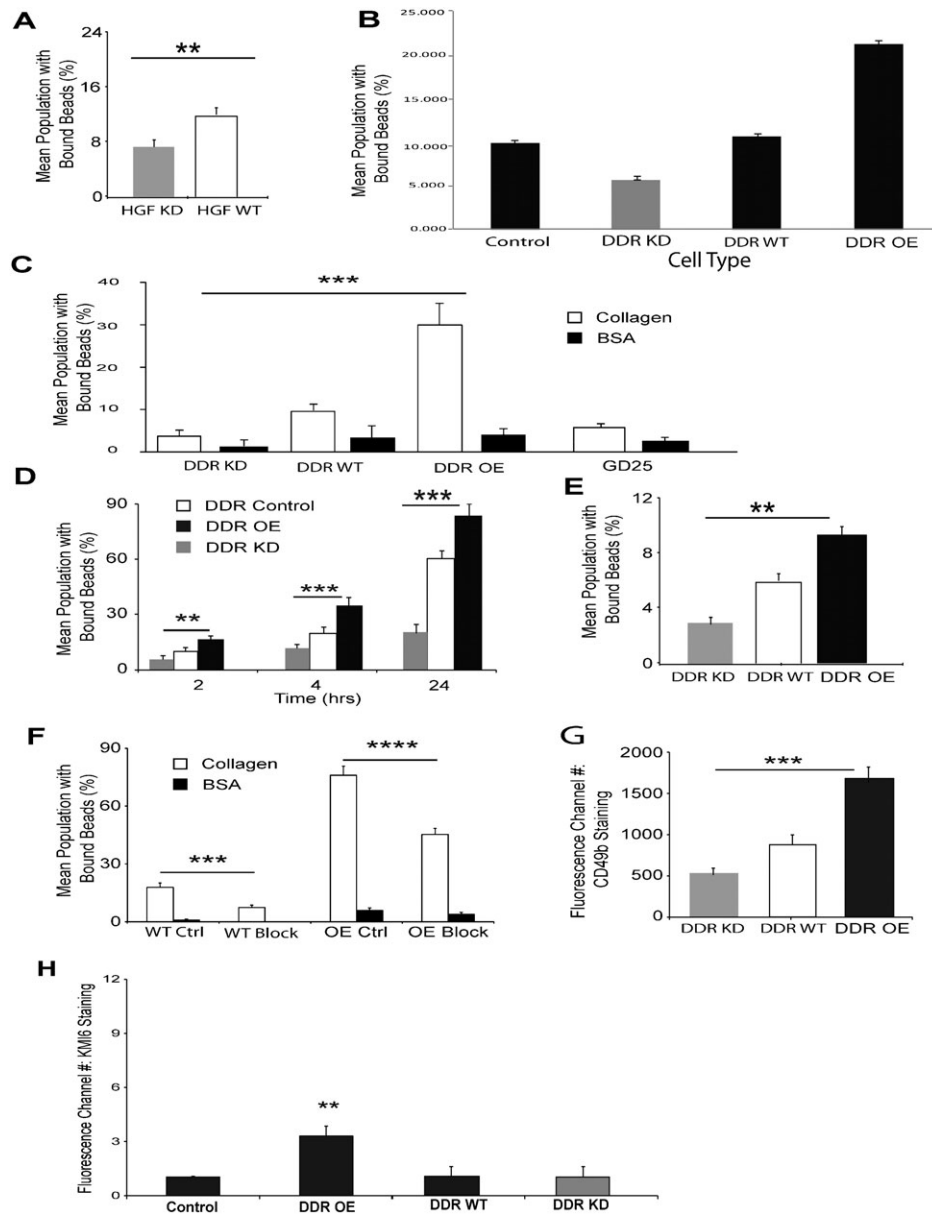 A
Mean Population with
Bound Beads (%)
24
16
8
0
**
HGF KD HGF WT
B
Mean Population with
Bound Beads (%)
25.000
20.000
15.000
10.000
5.000
0.000
Control DDR KD DDR WT DDR OE
Cell Type
C
Mean Population with
Bound Beads (%)
40
30
20
10
0
***
Collagen
BSA
DDR KD DDR WT DDR OE GD25
D
Mean Population with
Bound Beads (%)
90
60
30
0
DDR Control
DDR OE
DDR KD
**
***
***
2 4 24
Time (hrs)
E
Mean Population with
Bound Beads (%)
12
8
4
0
**
DDR KD DDR WT DDR OE
F
Mean Population with
Bound Beads (%)
90
60
30
0
Collagen
BSA
***
****
WT Ctrl WT Block OE Ctrl OE Block
G
Fluorescence Channel #:
CD49b Staining
2000
1500
1000
500
0
***
DDR KD DDR WT DDR OE
H
Fluorescence Channel #: KMI6 Staining
12
9
6
3
0
**
Control DDR OE DDR WT DDR KD